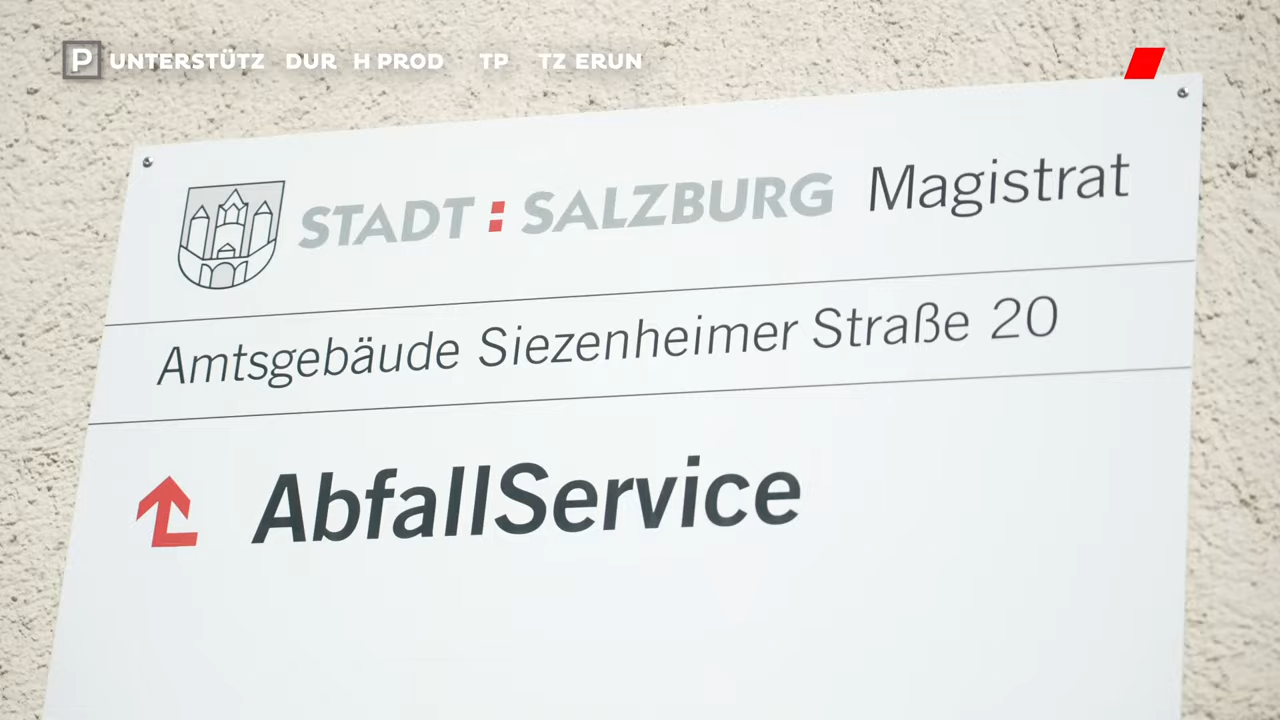 P UNTERSTÜTZ DUR H PROD TP TZ ERUN
STADT : SALZBURG Magistrat
Amtsgebäude Siezenheimer Straße 20
AbfallService